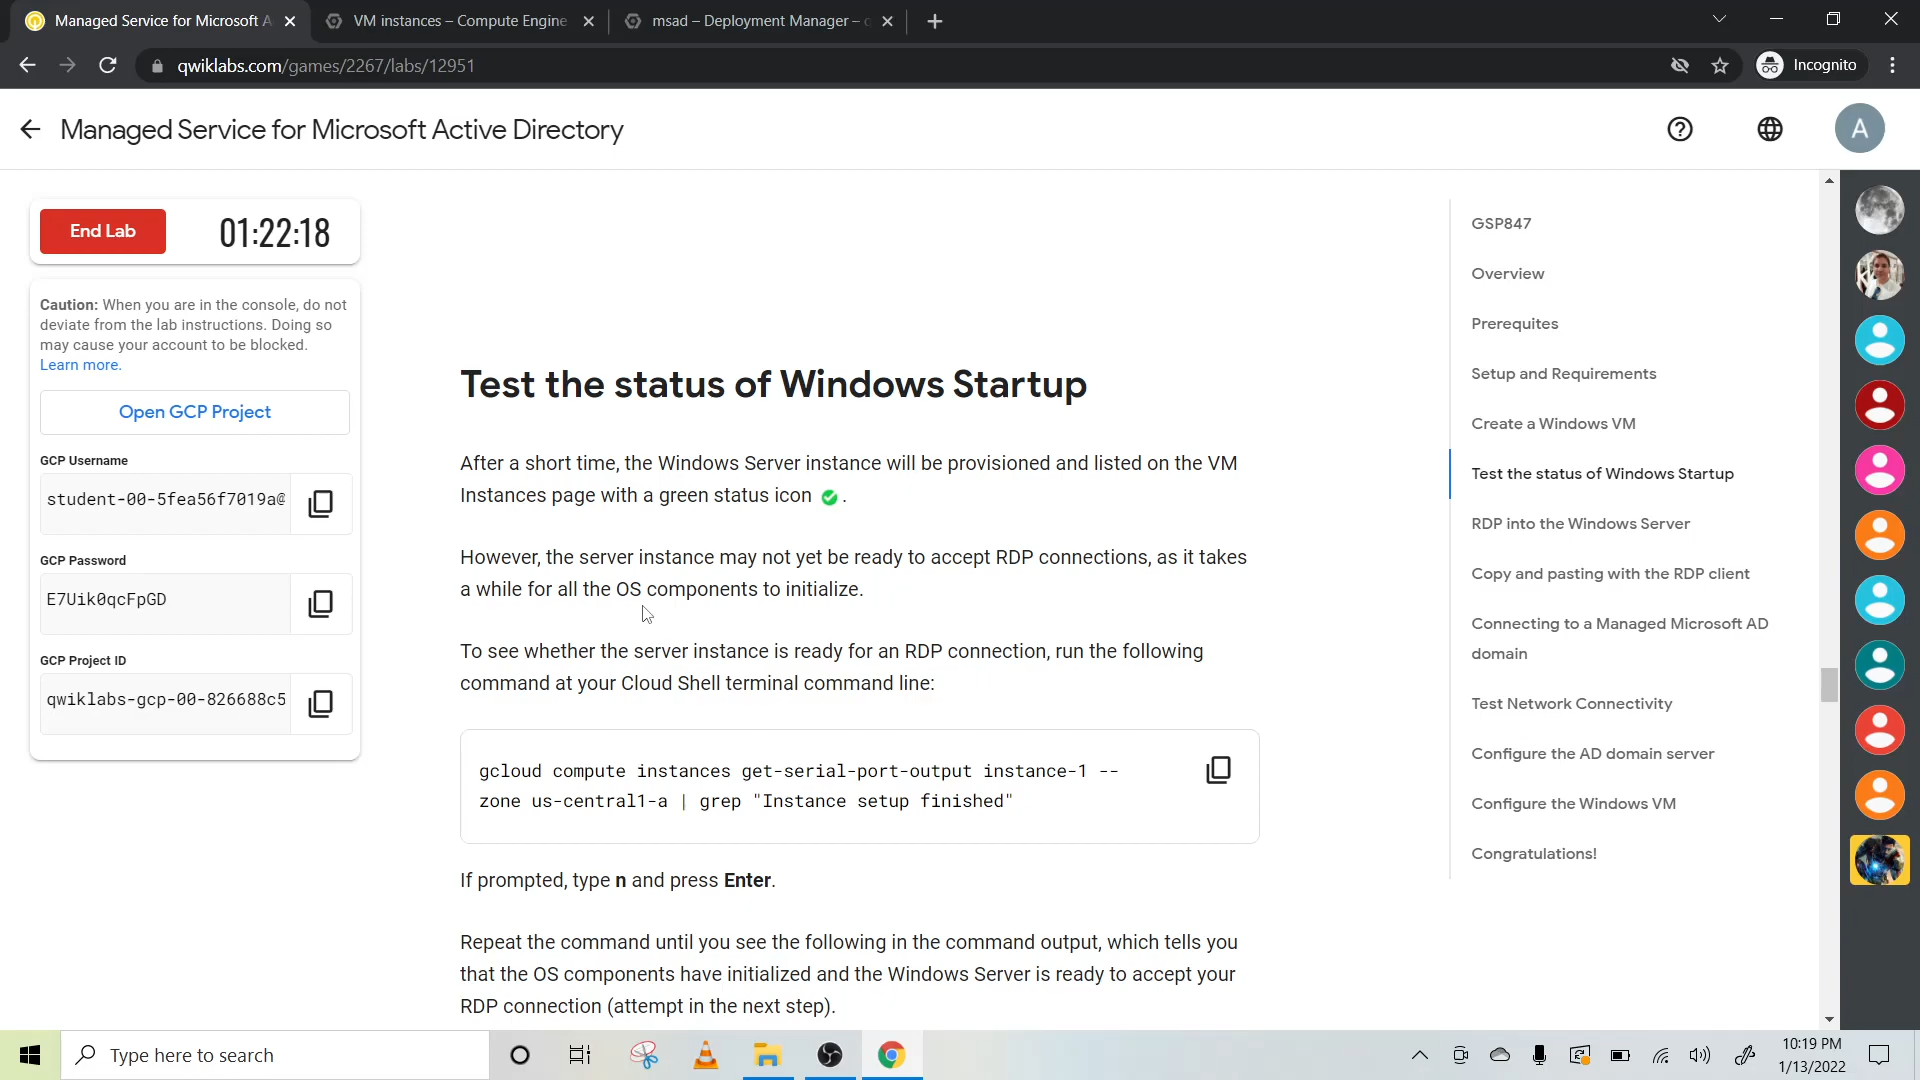 Managed Service for Microsoft A
VM instances – Compute Engine
msad – Deployment Manager –
qwiklabs.com/games/2267/labs/12951
Incognito
Managed Service for Microsoft Active Directory
A
End Lab
01:22:18
Caution: When you are in the console, do not
deviate from the lab instructions. Doing so
may cause your account to be blocked.
Learn more.
Open GCP Project
GCP Username
student-00-5fea56f7019a@
GCP Password
E7Uik0qcFpGD
GCP Project ID
qwiklabs-gcp-00-826688c5
Test the status of Windows Startup
After a short time, the Windows Server instance will be provisioned and listed on the VM
Instances page with a green status icon .
However, the server instance may not yet be ready to accept RDP connections, as it takes
a while for all the OS components to initialize.
To see whether the server instance is ready for an RDP connection, run the following
command at your Cloud Shell terminal command line:
gcloud compute instances get-serial-port-output instance-1 --
zone us-central1-a | grep "Instance setup finished"
If prompted, type n and press Enter.
Repeat the command until you see the following in the command output, which tells you
that the OS components have initialized and the Windows Server is ready to accept your
RDP connection (attempt in the next step).
GSP847
Overview
Prerequites
Setup and Requirements
Create a Windows VM
Test the status of Windows Startup
RDP into the Windows Server
Copy and pasting with the RDP client
Connecting to a Managed Microsoft AD
domain
Test Network Connectivity
Configure the AD domain server
Configure the Windows VM
Congratulations!
Type here to search
10:19 PM
1/13/2022